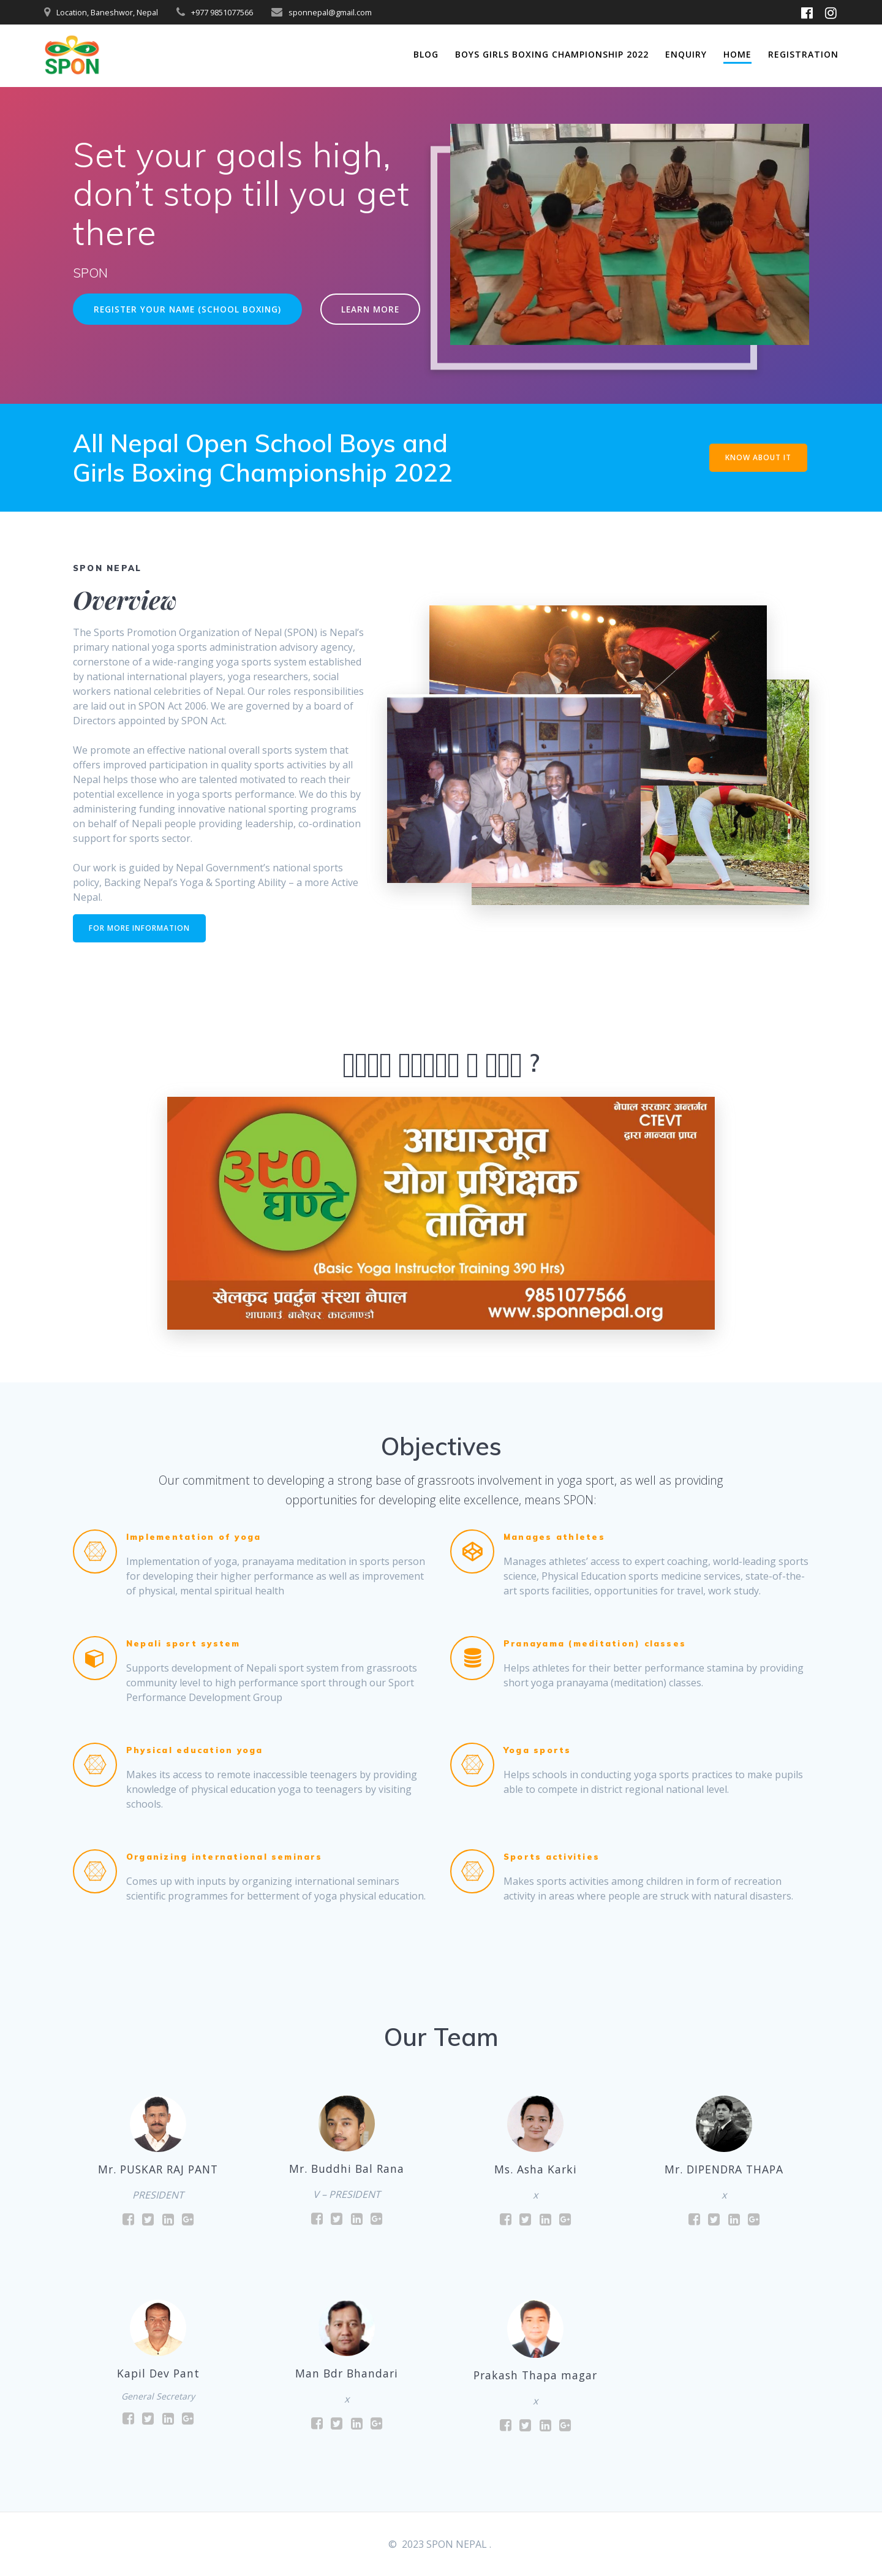 Location, Baneshwor, Nepal
+977 9851077566
sponnepal@gmail.com
SPON
BLOG
BOYS GIRLS BOXING CHAMPIONSHIP 2022
ENQUIRY
HOME
REGISTRATION
Set your goals high,
don’t stop till you get
there
SPON
REGISTER YOUR NAME (SCHOOL BOXING)
LEARN MORE
All Nepal Open School Boys and
Girls Boxing Championship 2022
KNOW ABOUT IT
SPON NEPAL
Overview
The Sports Promotion Organization of Nepal (SPON) is Nepal’s
primary national yoga sports administration advisory agency,
cornerstone of a wide-ranging yoga sports system established
by national international players, yoga researchers, social
workers national celebrities of Nepal. Our roles responsibilities
are laid out in SPON Act 2006. We are governed by a board of
Directors appointed by SPON Act.
We promote an effective national overall sports system that
offers improved participation in quality sports activities by all
Nepal helps those who are talented motivated to reach their
potential excellence in yoga sports performance. We do this by
administering funding innovative national sporting programs
on behalf of Nepali people providing leadership, co-ordination
support for sports sector.
Our work is guided by Nepal Government’s national sports
policy, Backing Nepal’s Yoga & Sporting Ability – a more Active
Nepal.
FOR MORE INFORMATION
?
नेपाल सरकार अन्तर्गत
CTEVT
द्वारा मान्यता प्राप्त
३९० घण्टे
आधारभूत
योग प्रशिक्षक
तालिम
(Basic Yoga Instructor Training 390 Hrs)
खेलकुद प्रवर्द्धन संस्था नेपाल
थापागाउं बानेश्वर काठमाण्डौ
9851077566
www.sponnepal.org
Objectives
Our commitment to developing a strong base of grassroots involvement in yoga sport, as well as providing
opportunities for developing elite excellence, means SPON:
Implementation of yoga
Implementation of yoga, pranayama meditation in sports person
for developing their higher performance as well as improvement
of physical, mental spiritual health
Manages athletes
Manages athletes’ access to expert coaching, world-leading sports
science, Physical Education sports medicine services, state-of-the-
art sports facilities, opportunities for travel, work study.
Nepali sport system
Supports development of Nepali sport system from grassroots
community level to high performance sport through our Sport
Performance Development Group
Pranayama (meditation) classes
Helps athletes for their better performance stamina by providing
short yoga pranayama (meditation) classes.
Physical education yoga
Makes its access to remote inaccessible teenagers by providing
knowledge of physical education yoga to teenagers by visiting
schools.
Yoga sports
Helps schools in conducting yoga sports practices to make pupils
able to compete in district regional national level.
Organizing international seminars
Comes up with inputs by organizing international seminars
scientific programmes for betterment of yoga physical education.
Sports activities
Makes sports activities among children in form of recreation
activity in areas where people are struck with natural disasters.
Our Team
Mr. PUSKAR RAJ PANT
PRESIDENT
Mr. Buddhi Bal Rana
V – PRESIDENT
Ms. Asha Karki
x
Mr. DIPENDRA THAPA
x
Kapil Dev Pant
General Secretary
Man Bdr Bhandari
x
Prakash Thapa magar
x
© 2023 SPON NEPAL .